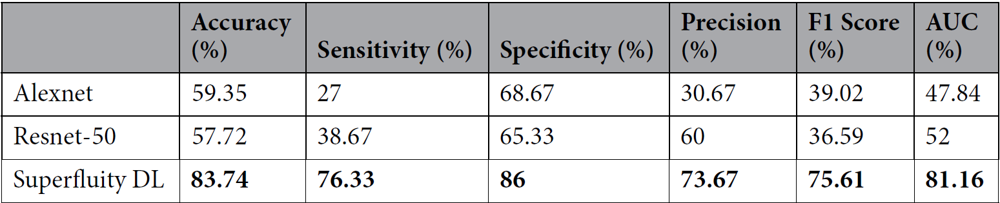 Accuracy (%) Sensitivity (%) Specificity (%) Precision (%) F1 Score (%) AUC (%)
Alexnet 59.35 27 68.67 30.67 39.02 47.84
Resnet-50 57.72 38.67 65.33 60 36.59 52
Superfluity DL 83.74 76.33 86 73.67 75.61 81.16